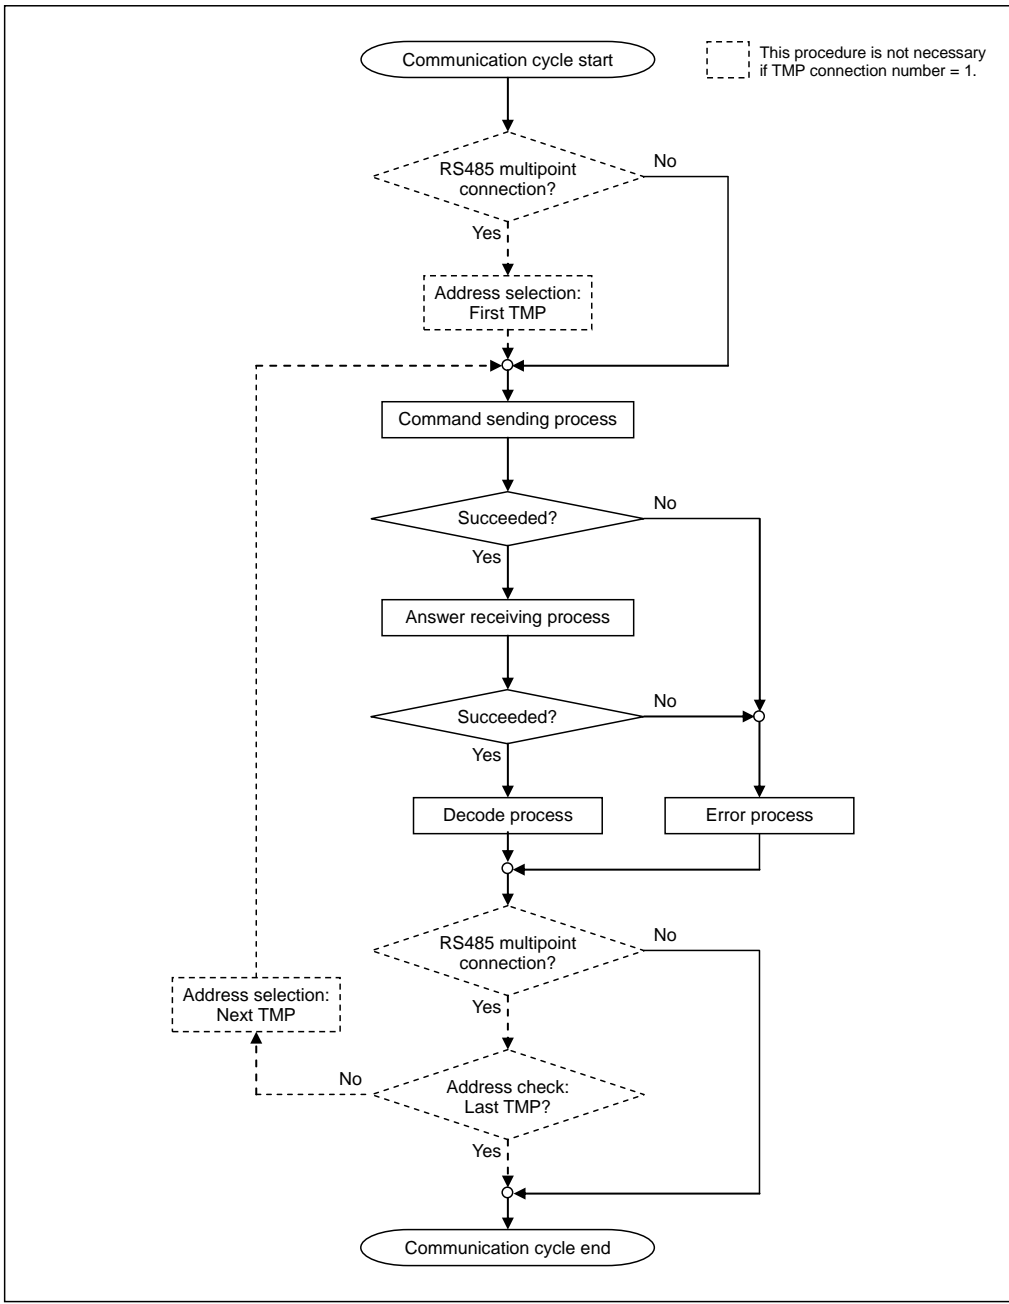 Communication cycle start
This procedure is not necessary
if TMP connection number = 1.
RS485 multipoint
connection?
No
Yes
Address selection:
First TMP
Command sending process
Succeeded?
No
Yes
Answer receiving process
Succeeded?
No
Yes
Decode process
Error process
RS485 multipoint
connection?
No
Yes
Address selection:
Next TMP
No
Address check:
Last TMP?
Yes
Communication cycle end